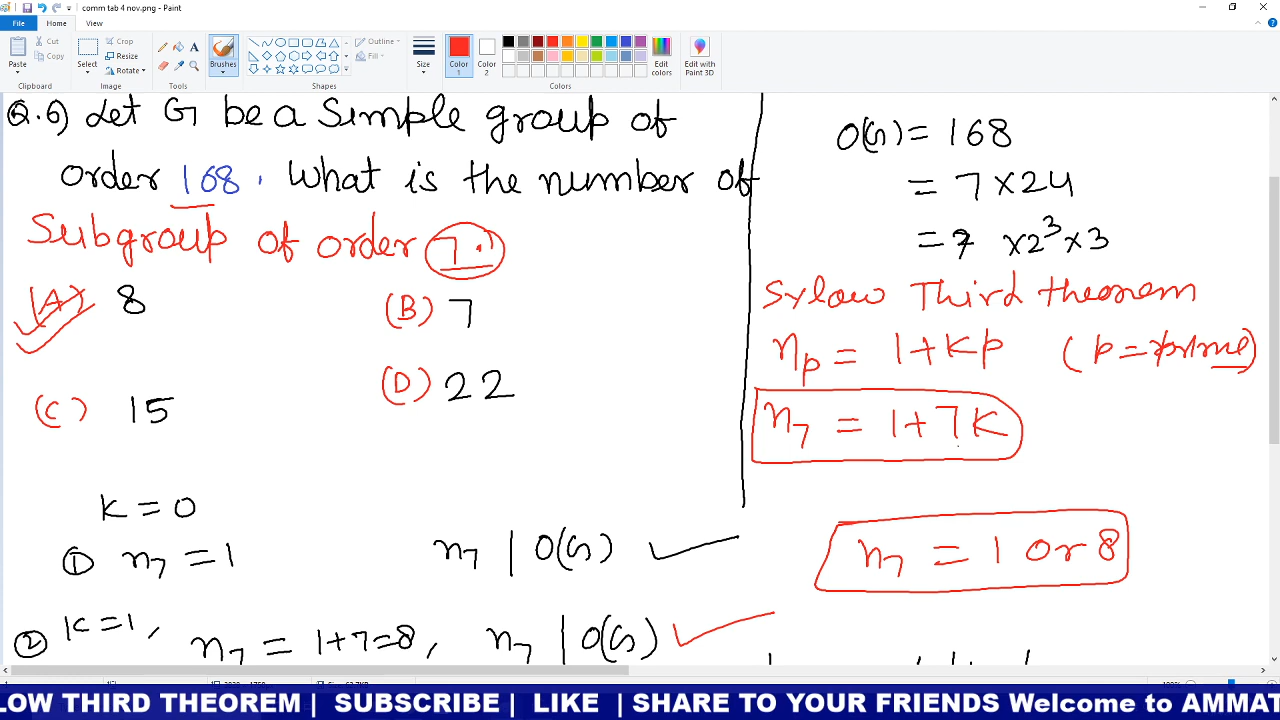 comm tab 4 nov.png - Paint
File Home View
Paste Cut Copy Clipboard
Select Crop Resize Rotate Image
Tools
Brushes
Outline Fill Shapes
Size
Color 1 Color 2
Edit colors
Edit with Paint 3D
Colors
Q.6) Let G be a Simple group of
order 168. What is the number of
Subgroup of order 7.
(A) 8 (B) 7
(C) 15 (D) 22
k = 0
① n₇ = 1 n₇ | O(G)
② k = 1, n₇ = 1+7=8, n₇ | O(G)
O(G) = 168
= 7 × 24
= 7 × 2³ × 3
Sylow Third theorem
nₚ = 1 + kp (p = prime)
n₇ = 1 + 7k
n₇ = 1 or 8
100%
LOW THIRD THEOREM | SUBSCRIBE | LIKE | SHARE TO YOUR FRIENDS Welcome to AMMAT